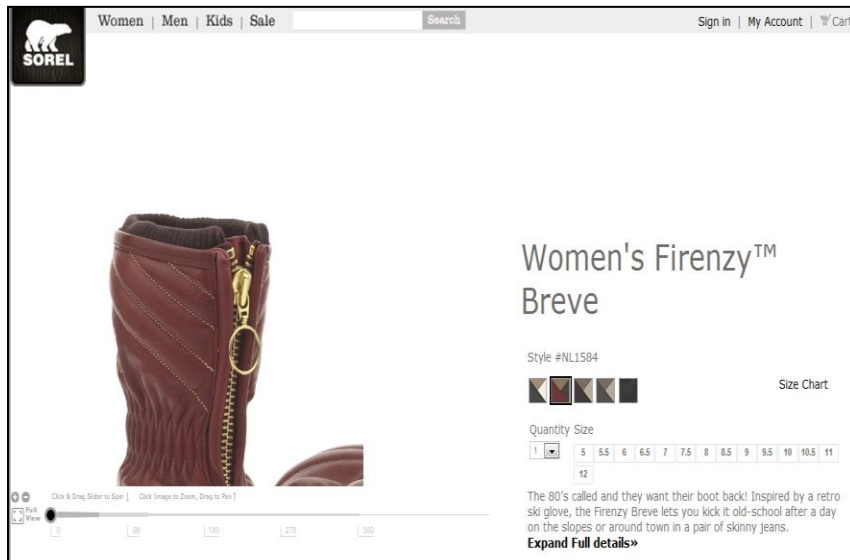 Women | Men | Kids | Sale
Search
Sign in | My Account | Cart
SOREL
Women's Firenzy™
Breve
Style #NL1584
Size Chart
Quantity Size
1
5 5.5 6 6.5 7 7.5 8 8.5 9 9.5 10 10.5 11
12
The 80's called and they want their boot back! Inspired by a retro
ski glove, the Firenzy Breve lets you kick it old-school after a day
on the slopes or around town in a pair of skinny jeans.
Expand Full details»
Click & Drag Slider to Spin Click Image to Zoom, Drag to Pan
Full
View
0 90 180 270 360